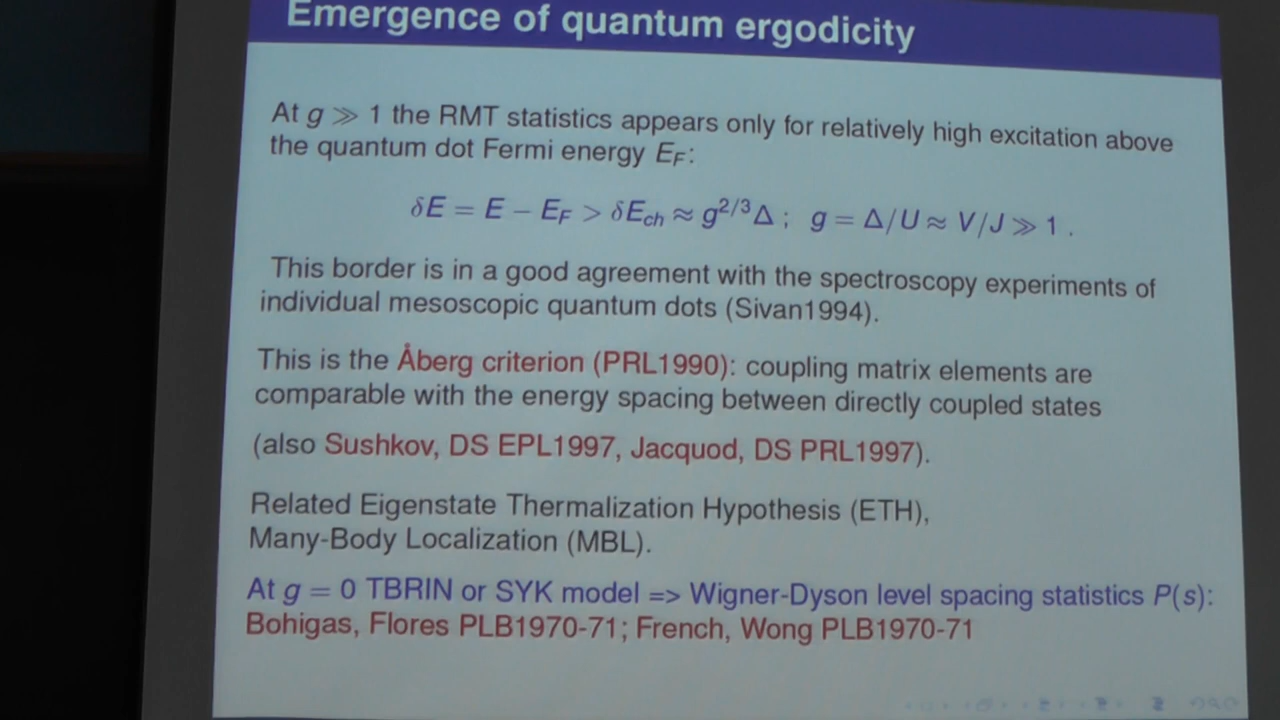 Emergence of quantum ergodicity
At g ≫ 1 the RMT statistics appears only for relatively high excitation above
the quantum dot Fermi energy E_F:
δE = E − E_F > δE_ch ≈ g^{2/3}Δ ; g = Δ/U ≈ V/J ≫ 1 .
This border is in a good agreement with the spectroscopy experiments of
individual mesoscopic quantum dots (Sivan1994).
This is the Åberg criterion (PRL1990): coupling matrix elements are
comparable with the energy spacing between directly coupled states
(also Sushkov, DS EPL1997, Jacquod, DS PRL1997).
Related Eigenstate Thermalization Hypothesis (ETH),
Many-Body Localization (MBL).
At g = 0 TBRIN or SYK model => Wigner-Dyson level spacing statistics P(s):
Bohigas, Flores PLB1970-71; French, Wong PLB1970-71